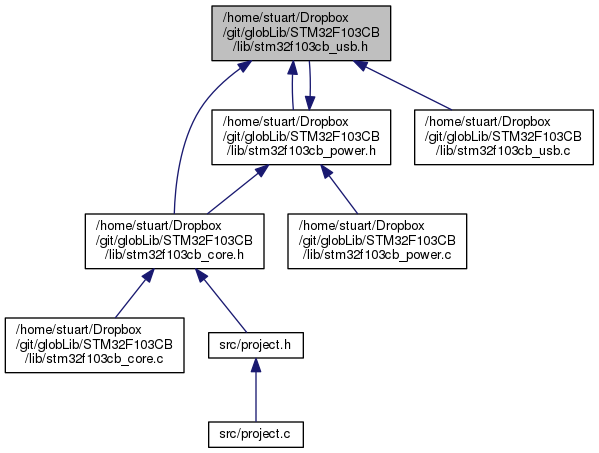 /home/stuart/Dropbox
/git/globLib/STM32F103CB
/lib/stm32f103cb_usb.h
/home/stuart/Dropbox
/git/globLib/STM32F103CB
/lib/stm32f103cb_power.h
/home/stuart/Dropbox
/git/globLib/STM32F103CB
/lib/stm32f103cb_usb.c
/home/stuart/Dropbox
/git/globLib/STM32F103CB
/lib/stm32f103cb_core.h
/home/stuart/Dropbox
/git/globLib/STM32F103CB
/lib/stm32f103cb_power.c
/home/stuart/Dropbox
/git/globLib/STM32F103CB
/lib/stm32f103cb_core.c
src/project.h
src/project.c